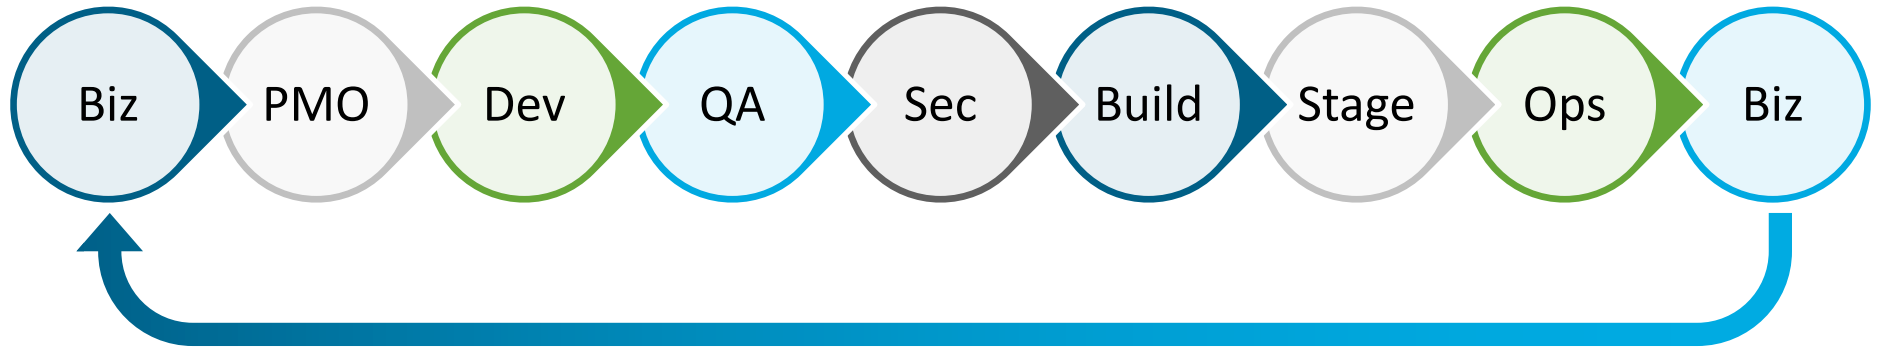 Biz
PMO
Dev
QA
Sec
Build
Stage
Ops
Biz